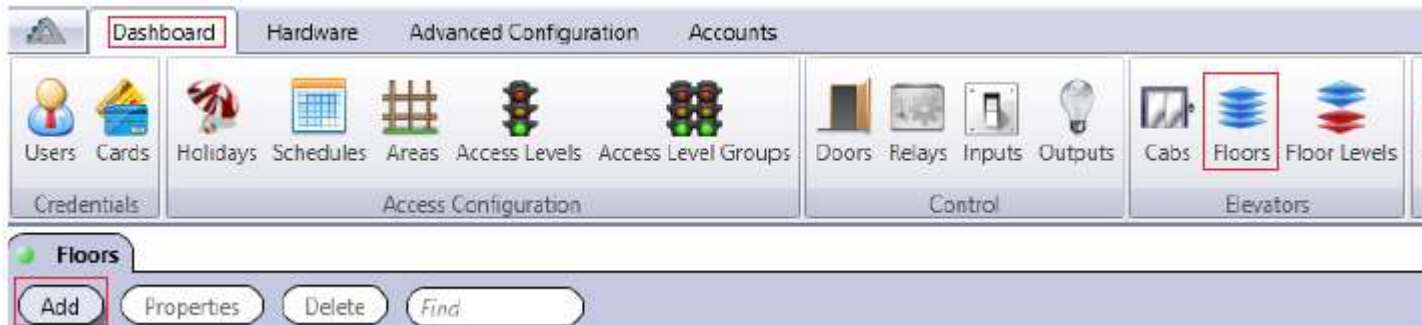 Dashboard Hardware Advanced Configuration Accounts
Users Cards Holidays Schedules Areas Access Levels Access Level Groups Doors Relays Inputs Outputs Cabs Floors Floor Levels
Credentials Access Configuration Control Elevators
Floors
Add Properties Delete Find